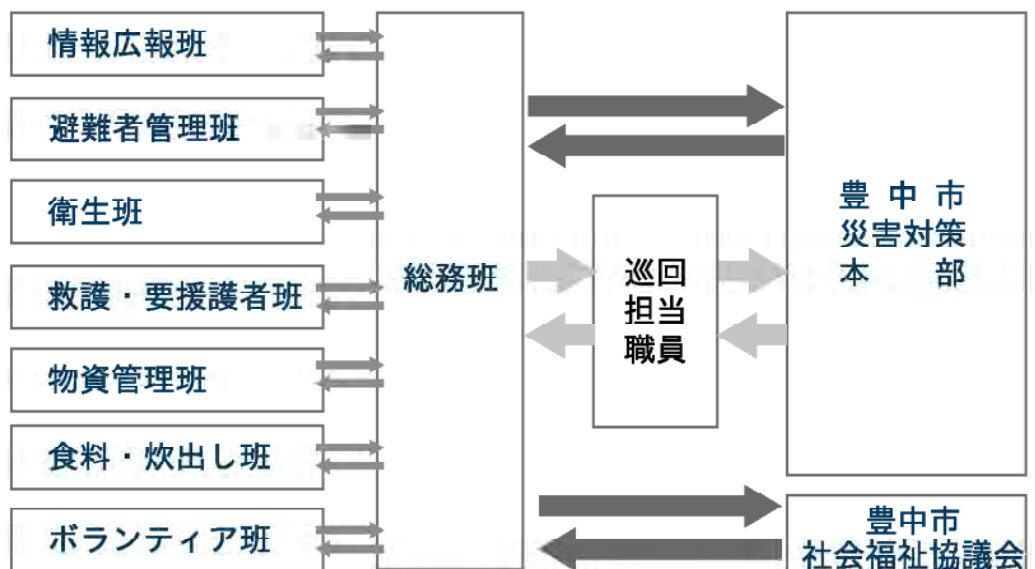 情報広報班
避難者管理班
衛生班
救護・要援護者班
物資管理班
食料・炊出し班
ボランティア班
総務班
巡回
担当
職員
豊中市
災害対策
本部
豊中市
社会福祉協議会